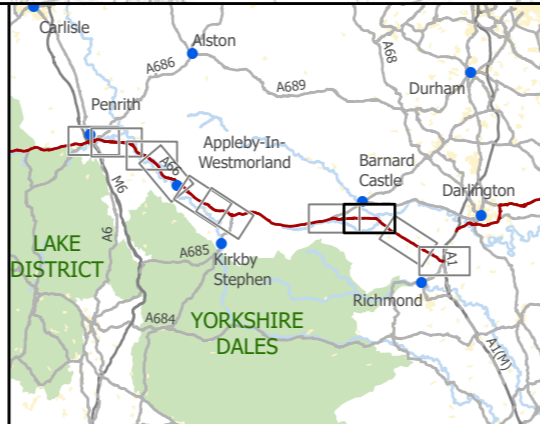 Carlisle
Alston
A68
A686
A689
Durham
Penrith
Appleby-In-
Westmorland
A66
Barnard
Castle
Darlington
M6
A6
LAKE
DISTRICT
A685
Kirkby
Stephen
A1
Richmond
A684
YORKSHIRE
DALES
A1(M)